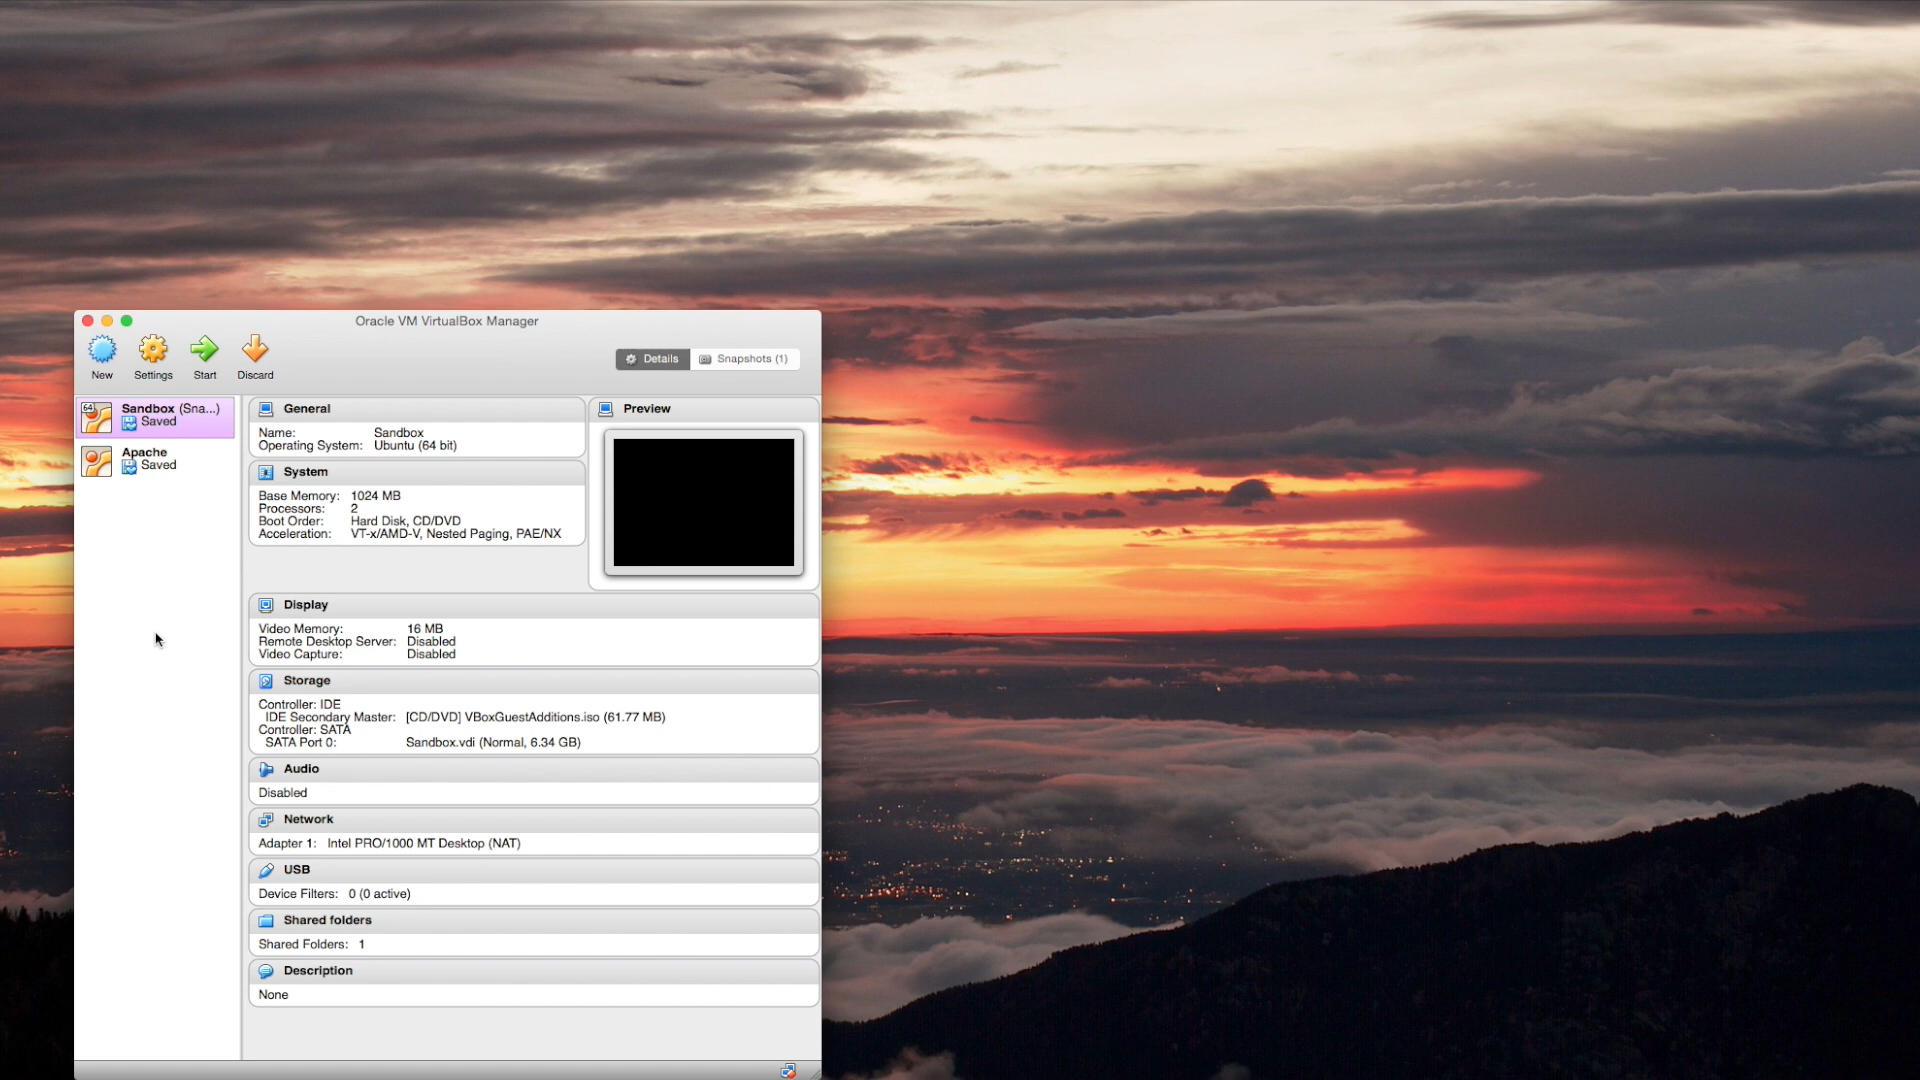 Oracle VM VirtualBox Manager
New
Settings
Start
Discard
Details
Snapshots (1)
64
Sandbox (Sna...)
Saved
Apache
Saved
General
Name: Sandbox
Operating System: Ubuntu (64 bit)
System
Base Memory: 1024 MB
Processors: 2
Boot Order: Hard Disk, CD/DVD
Acceleration: VT-x/AMD-V, Nested Paging, PAE/NX
Preview
Display
Video Memory: 16 MB
Remote Desktop Server: Disabled
Video Capture: Disabled
Storage
Controller: IDE
IDE Secondary Master: [CD/DVD] VBoxGuestAdditions.iso (61.77 MB)
Controller: SATA
SATA Port 0: Sandbox.vdi (Normal, 6.34 GB)
Audio
Disabled
Network
Adapter 1: Intel PRO/1000 MT Desktop (NAT)
USB
Device Filters: 0 (0 active)
Shared folders
Shared Folders: 1
Description
None